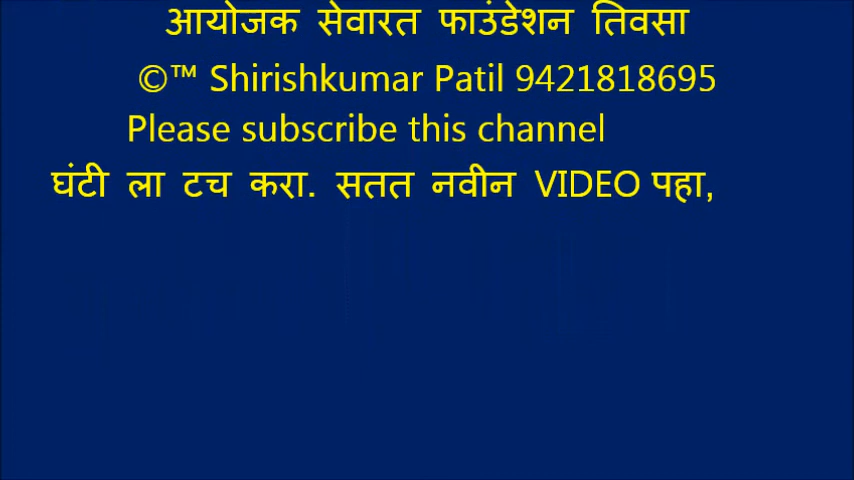 आयोजक सेवारत फाउंडेशन तिवसा
©™ Shirishkumar Patil 9421818695
Please subscribe this channel
घंटी ला टच करा. सतत नवीन VIDEO पहा,